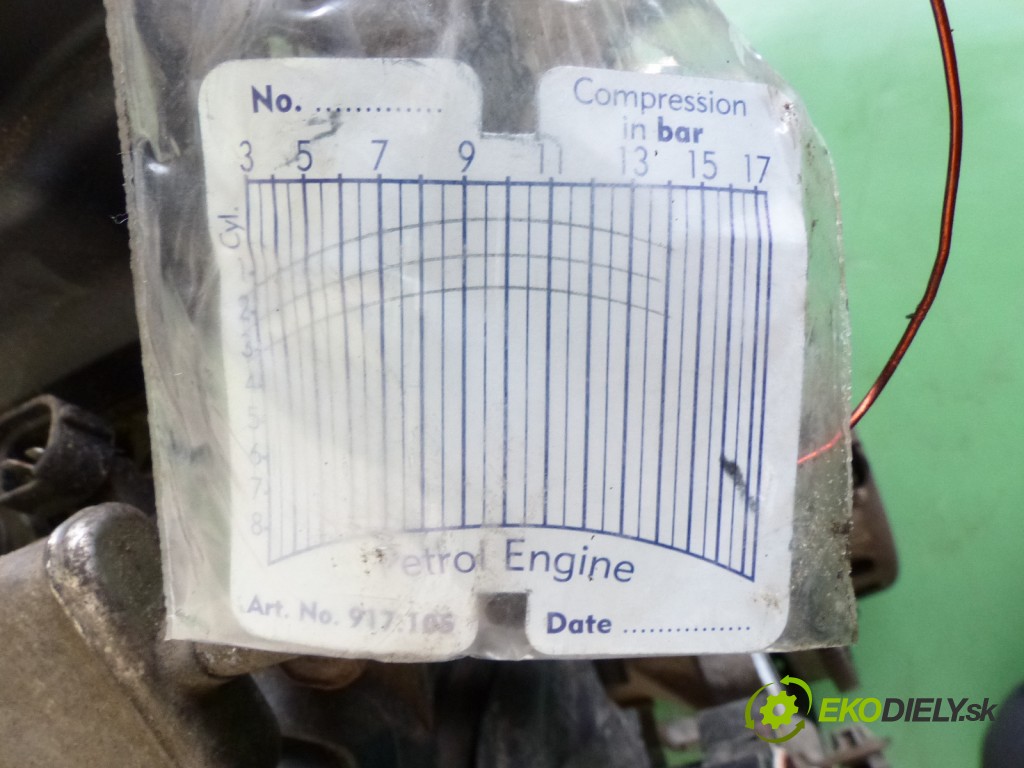 No. ...............
Compression
in bar
3 5 7 9 11 13 15 17
Cyl.
1
2
3
4
5
6
7
8
Petrol Engine
Art. No. 917.105
Date ...............
EKODIELY.sk